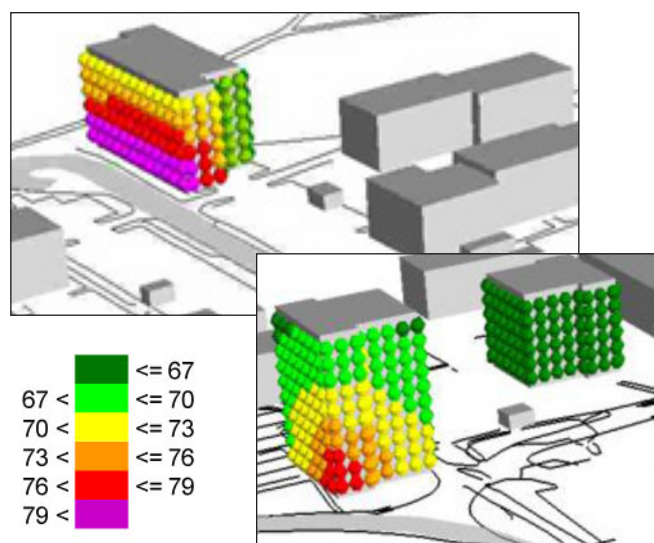 <= 67
67 < <= 70
70 < <= 73
73 < <= 76
76 < <= 79
79 <